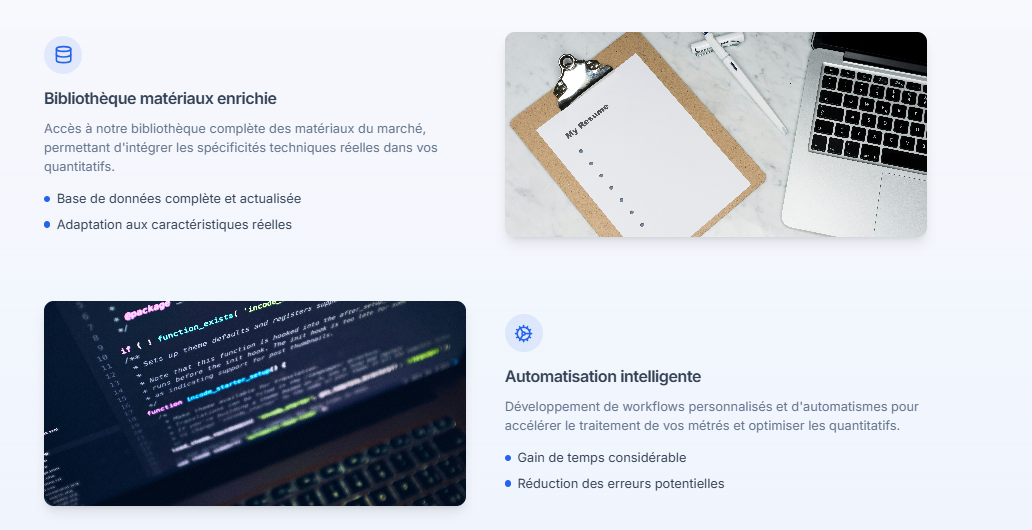 Bibliothèque matériaux enrichie
Accès à notre bibliothèque complète des matériaux du marché,
permettant d'intégrer les spécificités techniques réelles dans vos
quantitatifs.
Base de données complète et actualisée
Adaptation aux caractéristiques réelles
My Resume
@package
*/
if ( ! function_exists( 'incode_
/**
* Sets up theme defaults and registers
* Note that this function is hooked into the after_setup
* runs before the init hook. The init hook is too late for
* as indicating support for post thumbnails.
*/
function incode_starter_setup() {
Automatisation intelligente
Développement de workflows personnalisés et d'automatismes pour
accélérer le traitement de vos métrés et optimiser les quantitatifs.
Gain de temps considérable
Réduction des erreurs potentielles